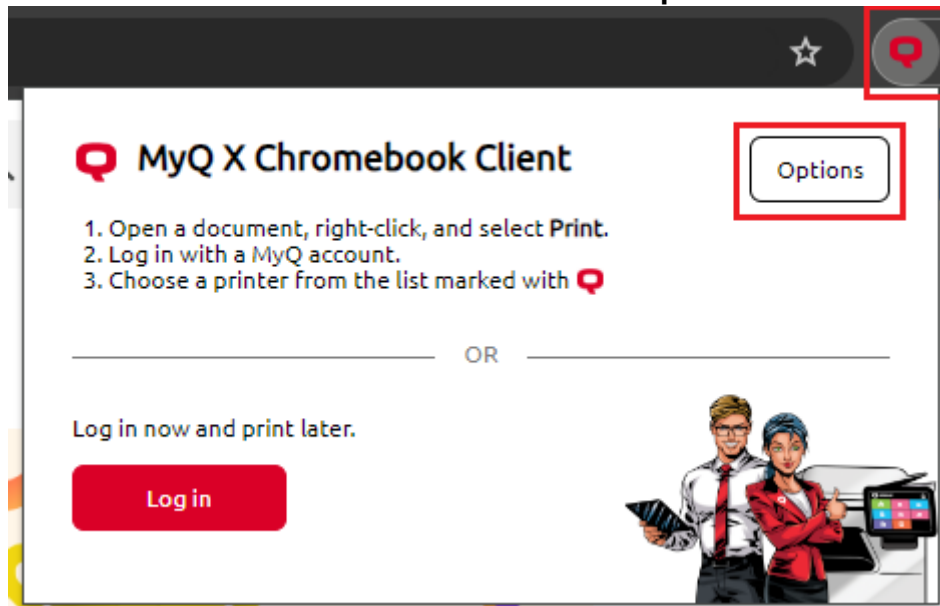 MyQ X Chromebook Client
Options
1. Open a document, right-click, and select Print.
2. Log in with a MyQ account.
3. Choose a printer from the list marked with
OR
Log in now and print later.
Log in